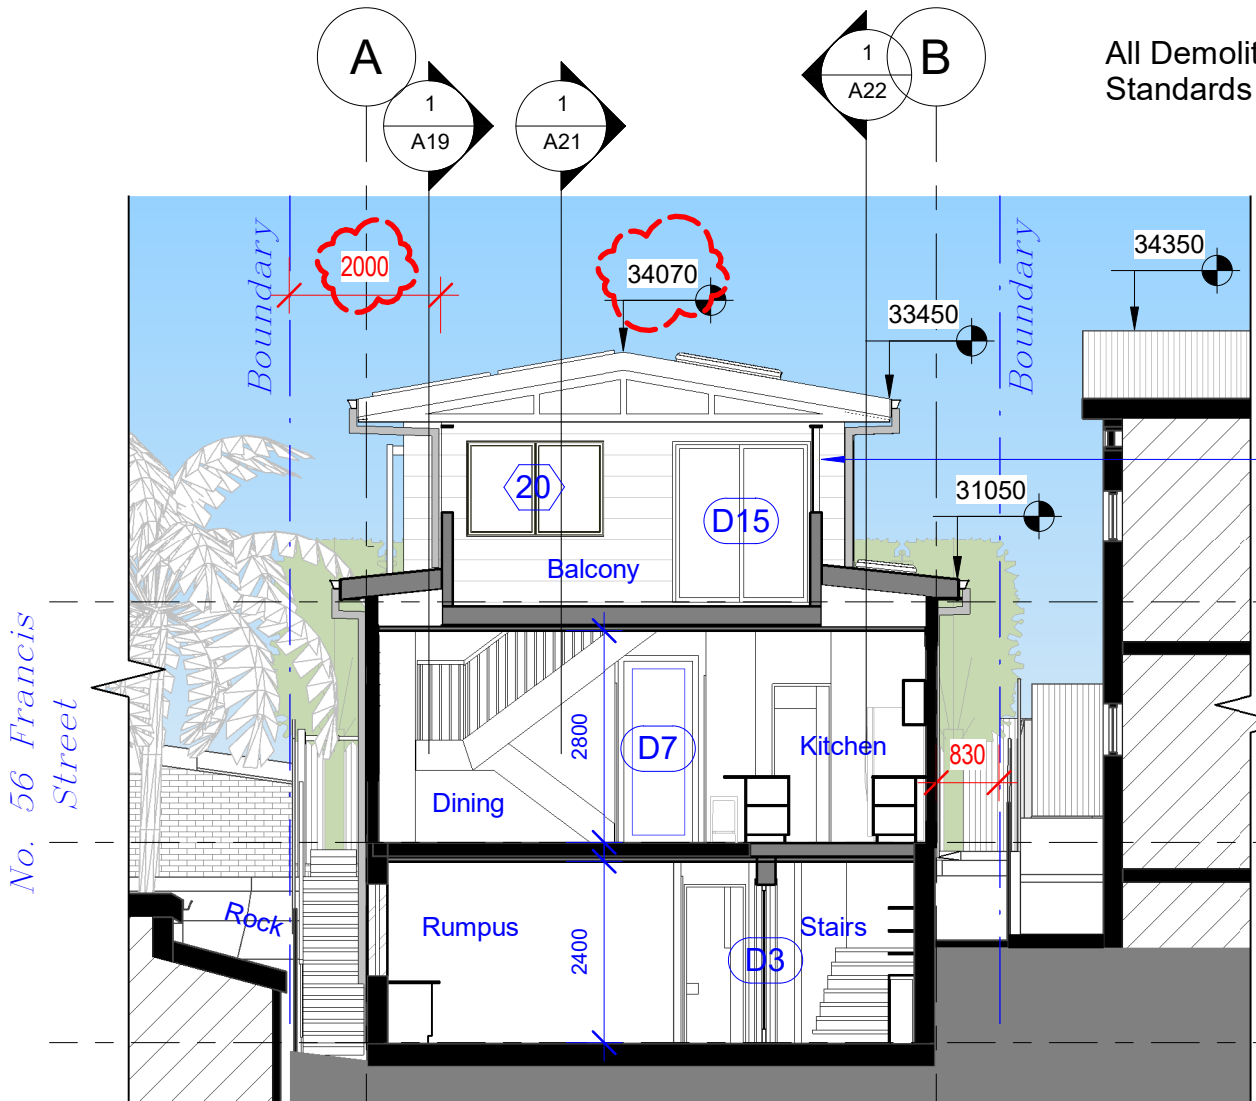 A
1
A19
1
A21
1
A22
B
All Demolit
Standards
Boundary
2000
34070
33450
34350
Boundary
31050
20
D15
Balcony
No. 56 Francis
Street
2800
D7
Kitchen
830
Dining
Rock
Rumpus
2400
D3
Stairs